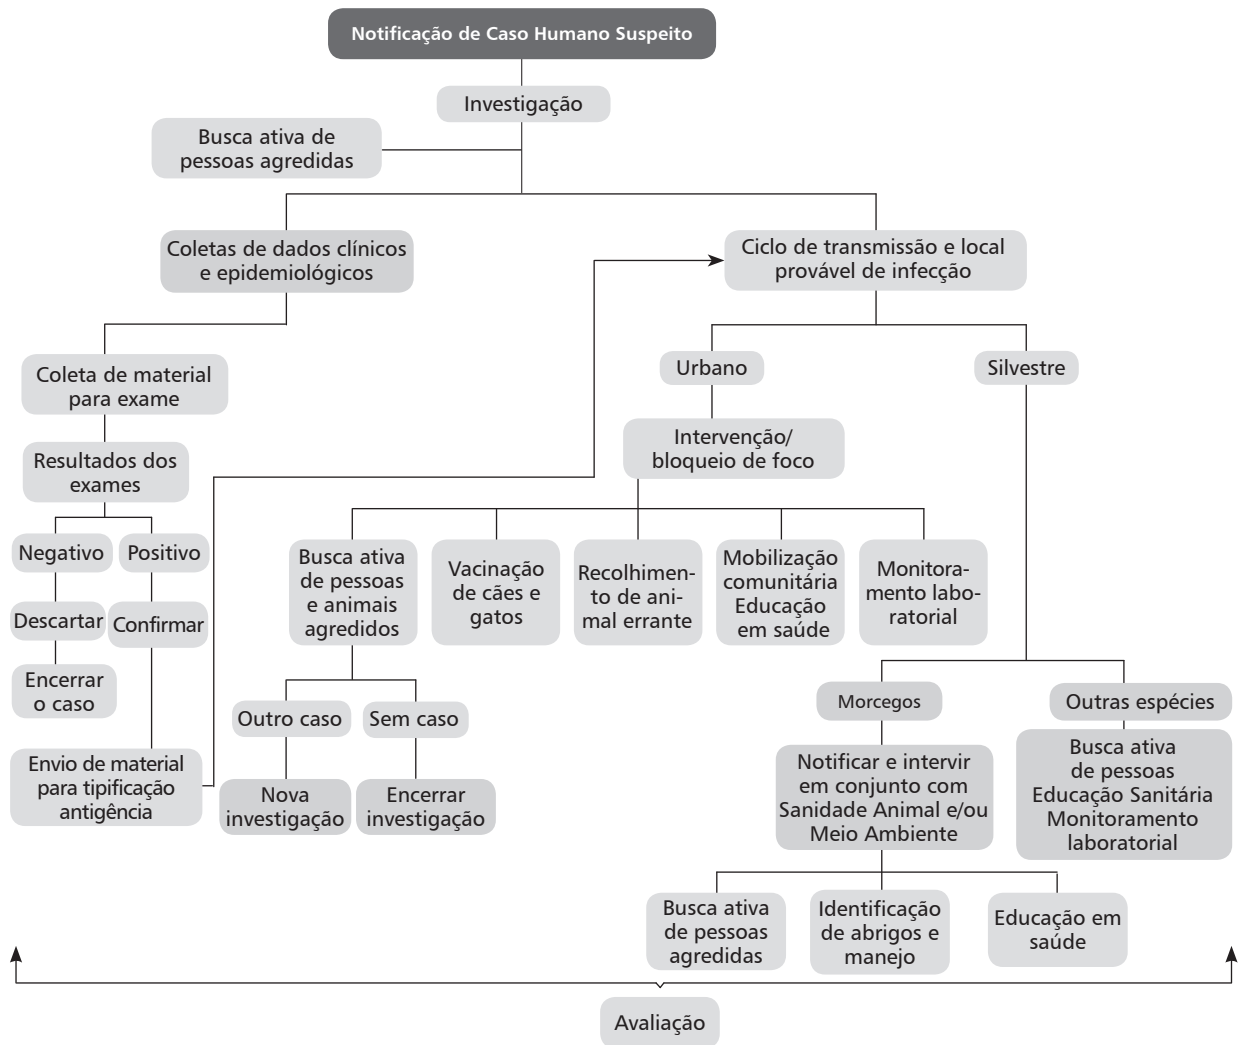 Notificação de Caso Humano Suspeito
Investigação
Busca ativa de
pessoas agredidas
Coletas de dados clínicos
e epidemiológicos
Ciclo de transmissão e local
provável de infecção
Coleta de material
para exame
Urbano
Silvestre
Intervenção/
bloqueio de foco
Resultados dos
exames
Negativo
Positivo
Busca ativa
de pessoas
e animais
agredidos
Vacinação
de cães e
gatos
Recolhimen-
to de ani-
mal errante
Mobilização
comunitária
Educação
em saúde
Monitora-
mento labo-
ratorial
Descartar
Confirmar
Encerrar
o caso
Outro caso
Sem caso
Morcegos
Outras espécies
Envio de material
para tipificação
antigência
Nova
investigação
Encerrar
investigação
Notificar e intervir
em conjunto com
Sanidade Animal e/ou
Meio Ambiente
Busca ativa
de pessoas
Educação Sanitária
Monitoramento
laboratorial
Busca ativa
de pessoas
agredidas
Identificação
de abrigos e
manejo
Educação em
saúde
Avaliação